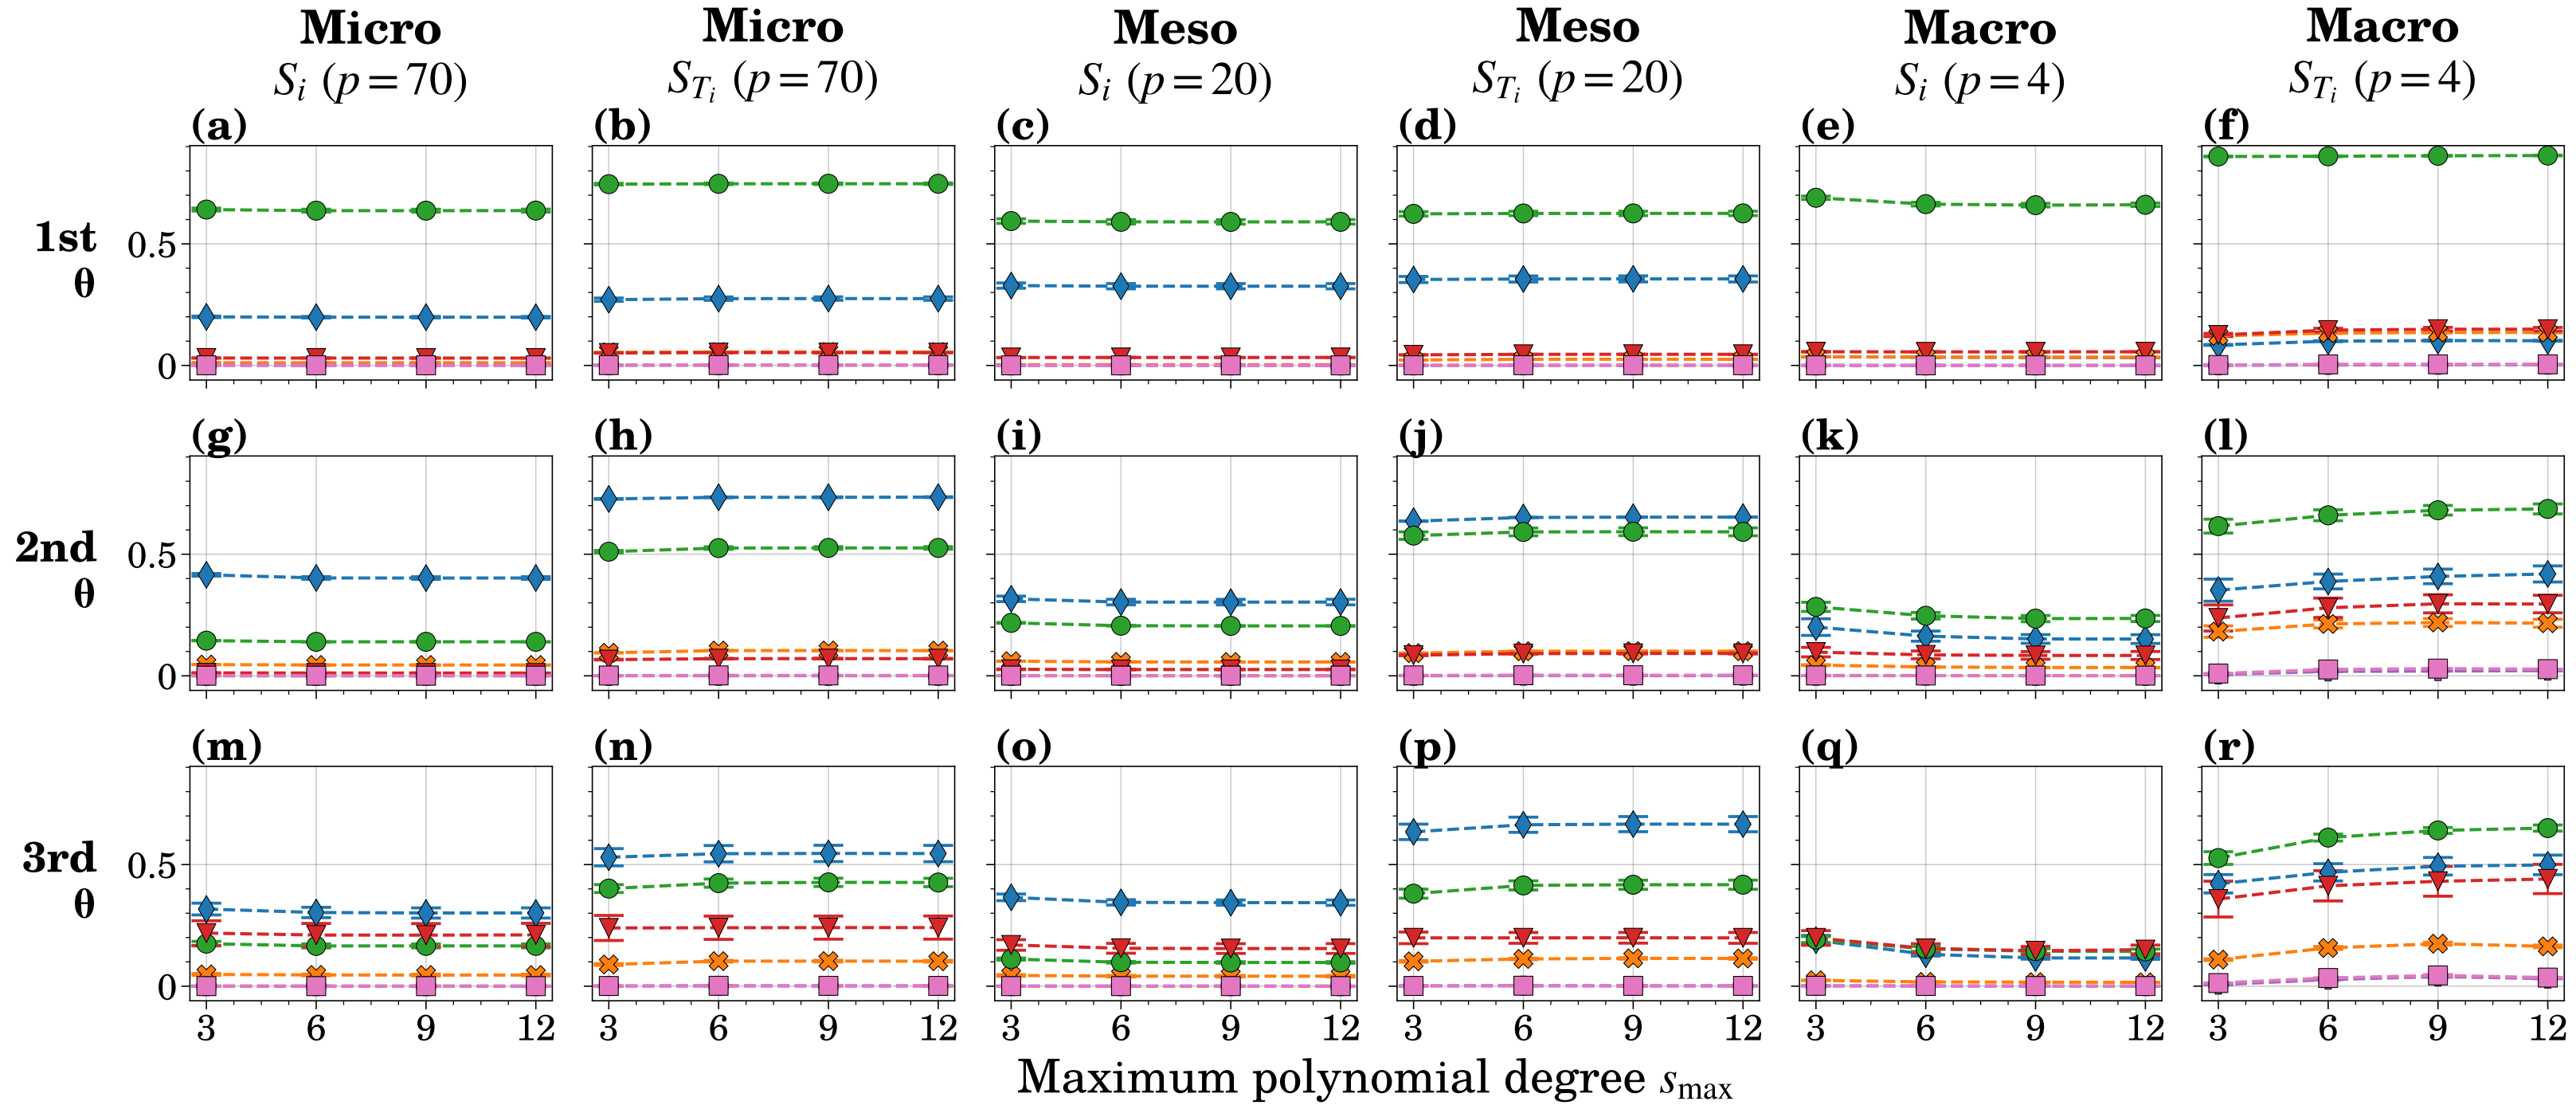 Micro Micro Meso Meso Macro Macro
S_i (p = 70) S_{T_i} (p = 70) S_i (p = 20) S_{T_i} (p = 20) S_i (p = 4) S_{T_i} (p = 4)
(a) (b) (c) (d) (e) (f)
1st
θ
0.5
0
(g) (h) (i) (j) (k) (l)
2nd
θ
0.5
0
(m) (n) (o) (p) (q) (r)
3rd
θ
0.5
0
3 6 9 12 3 6 9 12 3 6 9 12 3 6 9 12 3 6 9 12 3 6 9 12
Maximum polynomial degree s_max